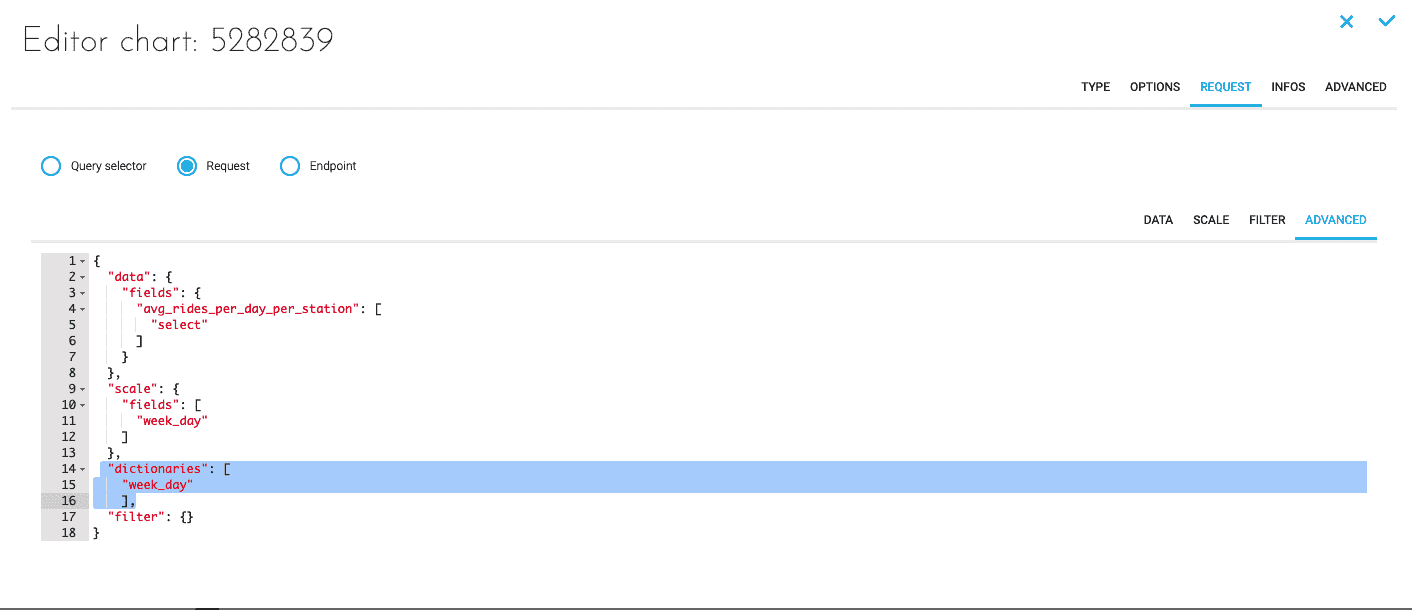 Editor chart: 5282839
TYPE OPTIONS REQUEST INFOS ADVANCED
Query selector Request Endpoint
DATA SCALE FILTER ADVANCED
1 {
2 "data": {
3 "fields": {
4 "avg_rides_per_day_per_station": [
5 "select"
6 ]
7 }
8 },
9 "scale": {
10 "fields": [
11 "week_day"
12 ]
13 },
14 "dictionaries": [
15 "week_day"
16 ],
17 "filter": {}
18 }